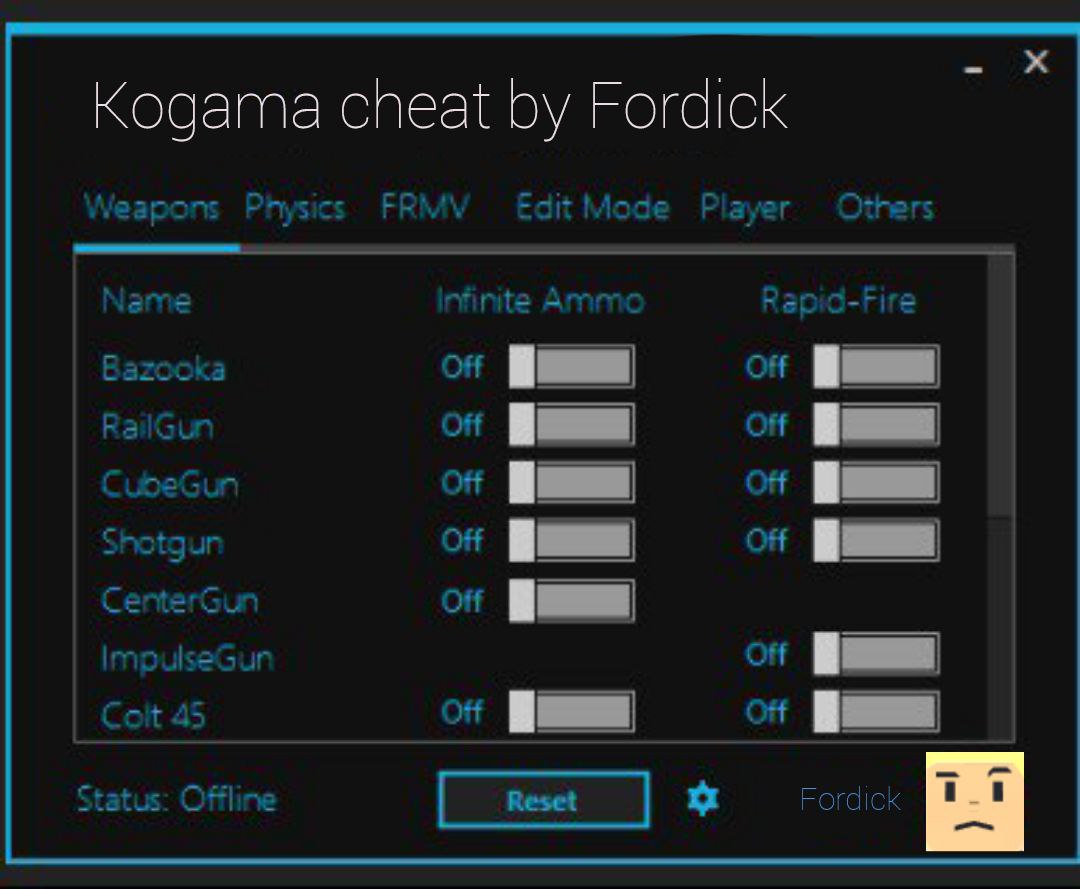 Kogama cheat by Fordick
Weapons Physics FRMV Edit Mode Player Others
Name Infinite Ammo Rapid-Fire
Bazooka Off Off
RailGun Off Off
CubeGun Off Off
Shotgun Off Off
CenterGun Off
ImpulseGun Off
Colt 45 Off Off
Status: Offline Reset Fordick